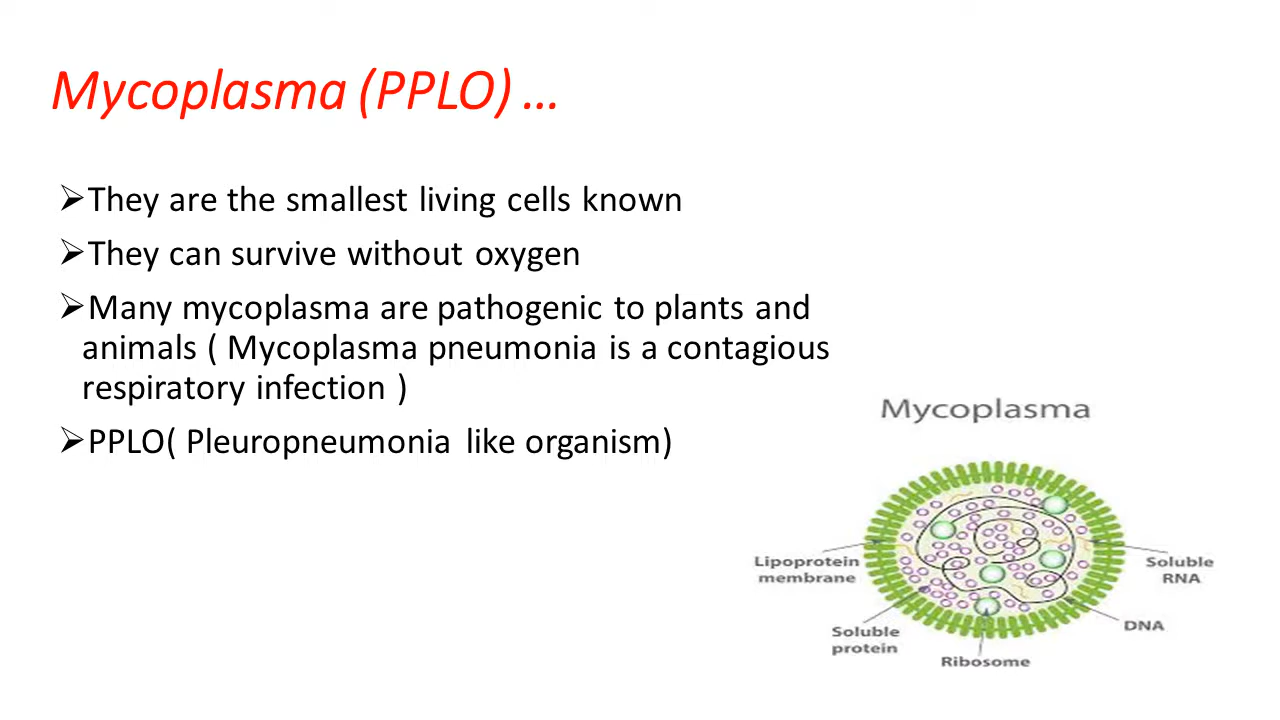 Mycoplasma (PPLO) ...
➢They are the smallest living cells known
➢They can survive without oxygen
➢Many mycoplasma are pathogenic to plants and
animals ( Mycoplasma pneumonia is a contagious
respiratory infection )
➢PPLO( Pleuropneumonia like organism)
Mycoplasma
Lipoprotein
membrane
Soluble
RNA
DNA
Soluble
protein
Ribosome